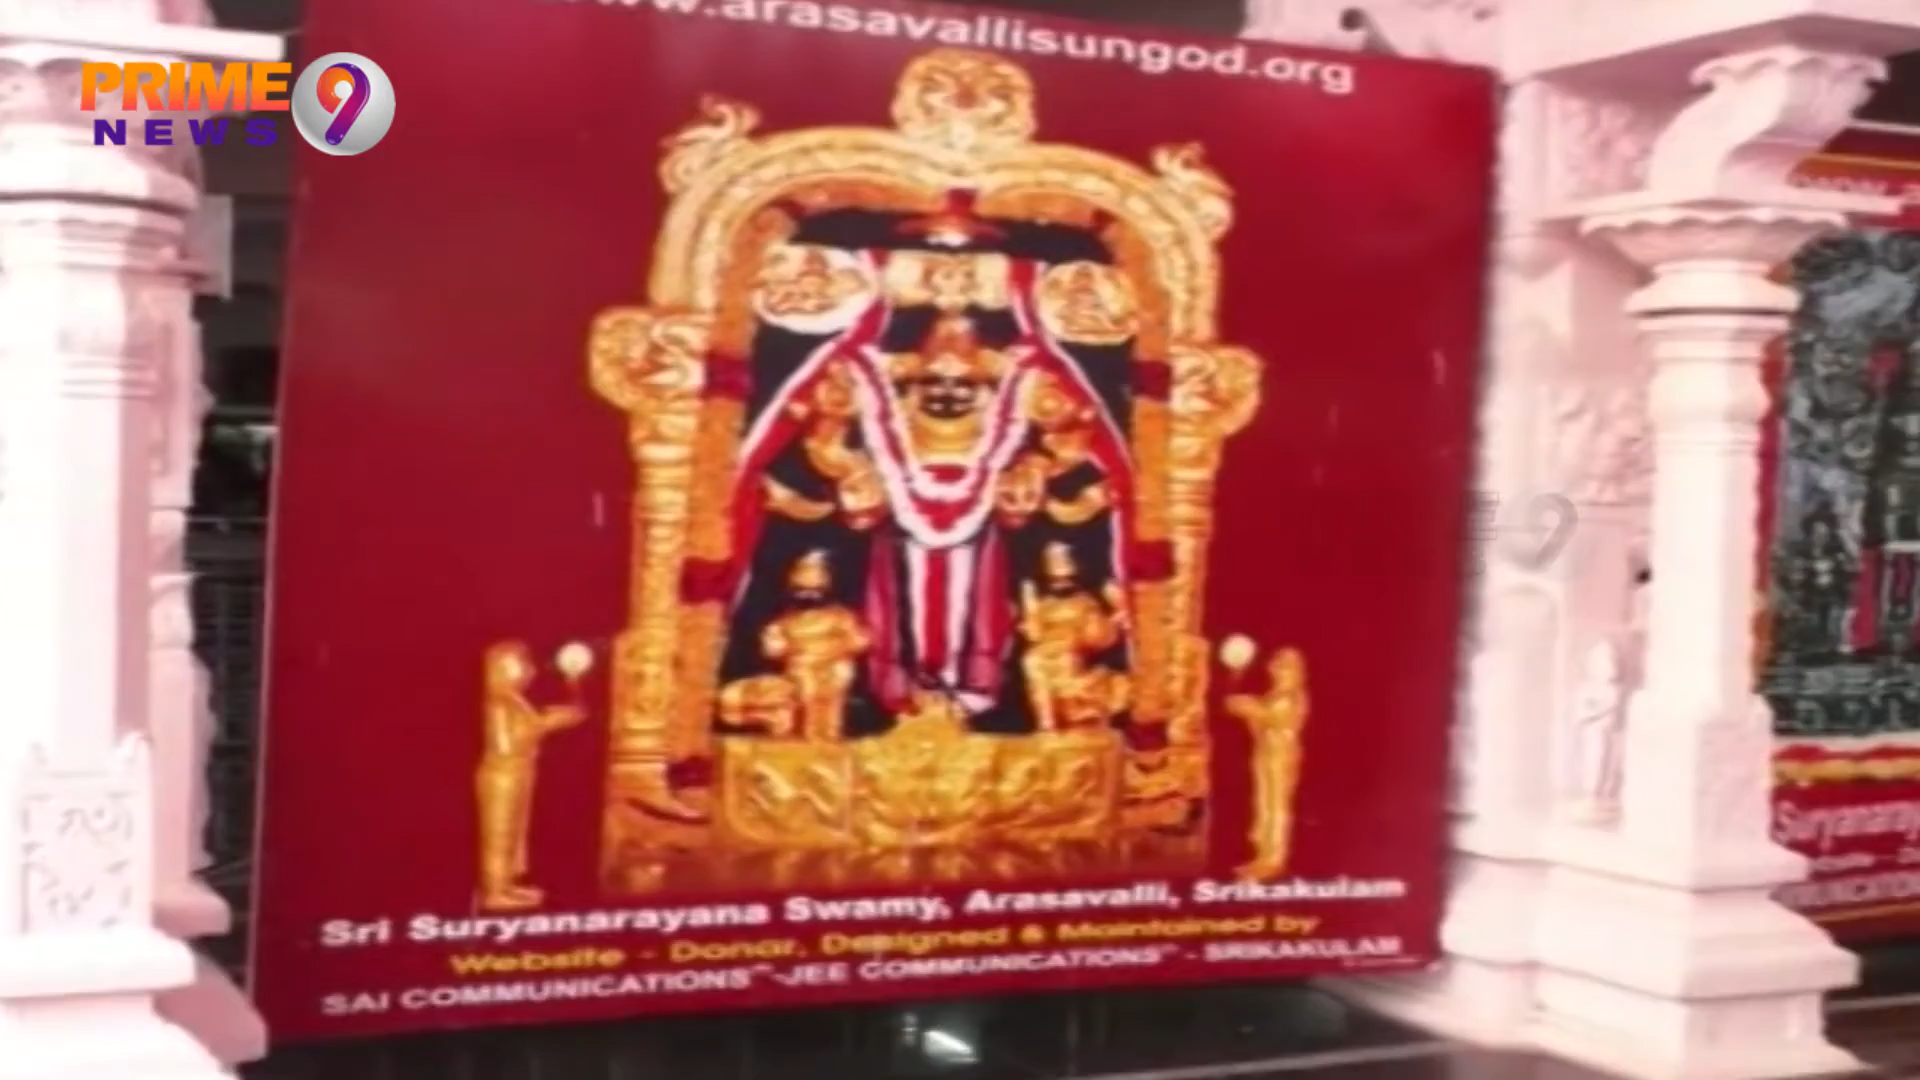 www.arasavallisungod.org
PRIME 9
NEWS
Sri Suryanarayana Swamy, Arasavalli, Srikakulam
Website - Donar, Designed & Maintained by
SAI COMMUNICATIONS - JEE COMMUNICATIONS - SRIKAKULAM
Suryanaray